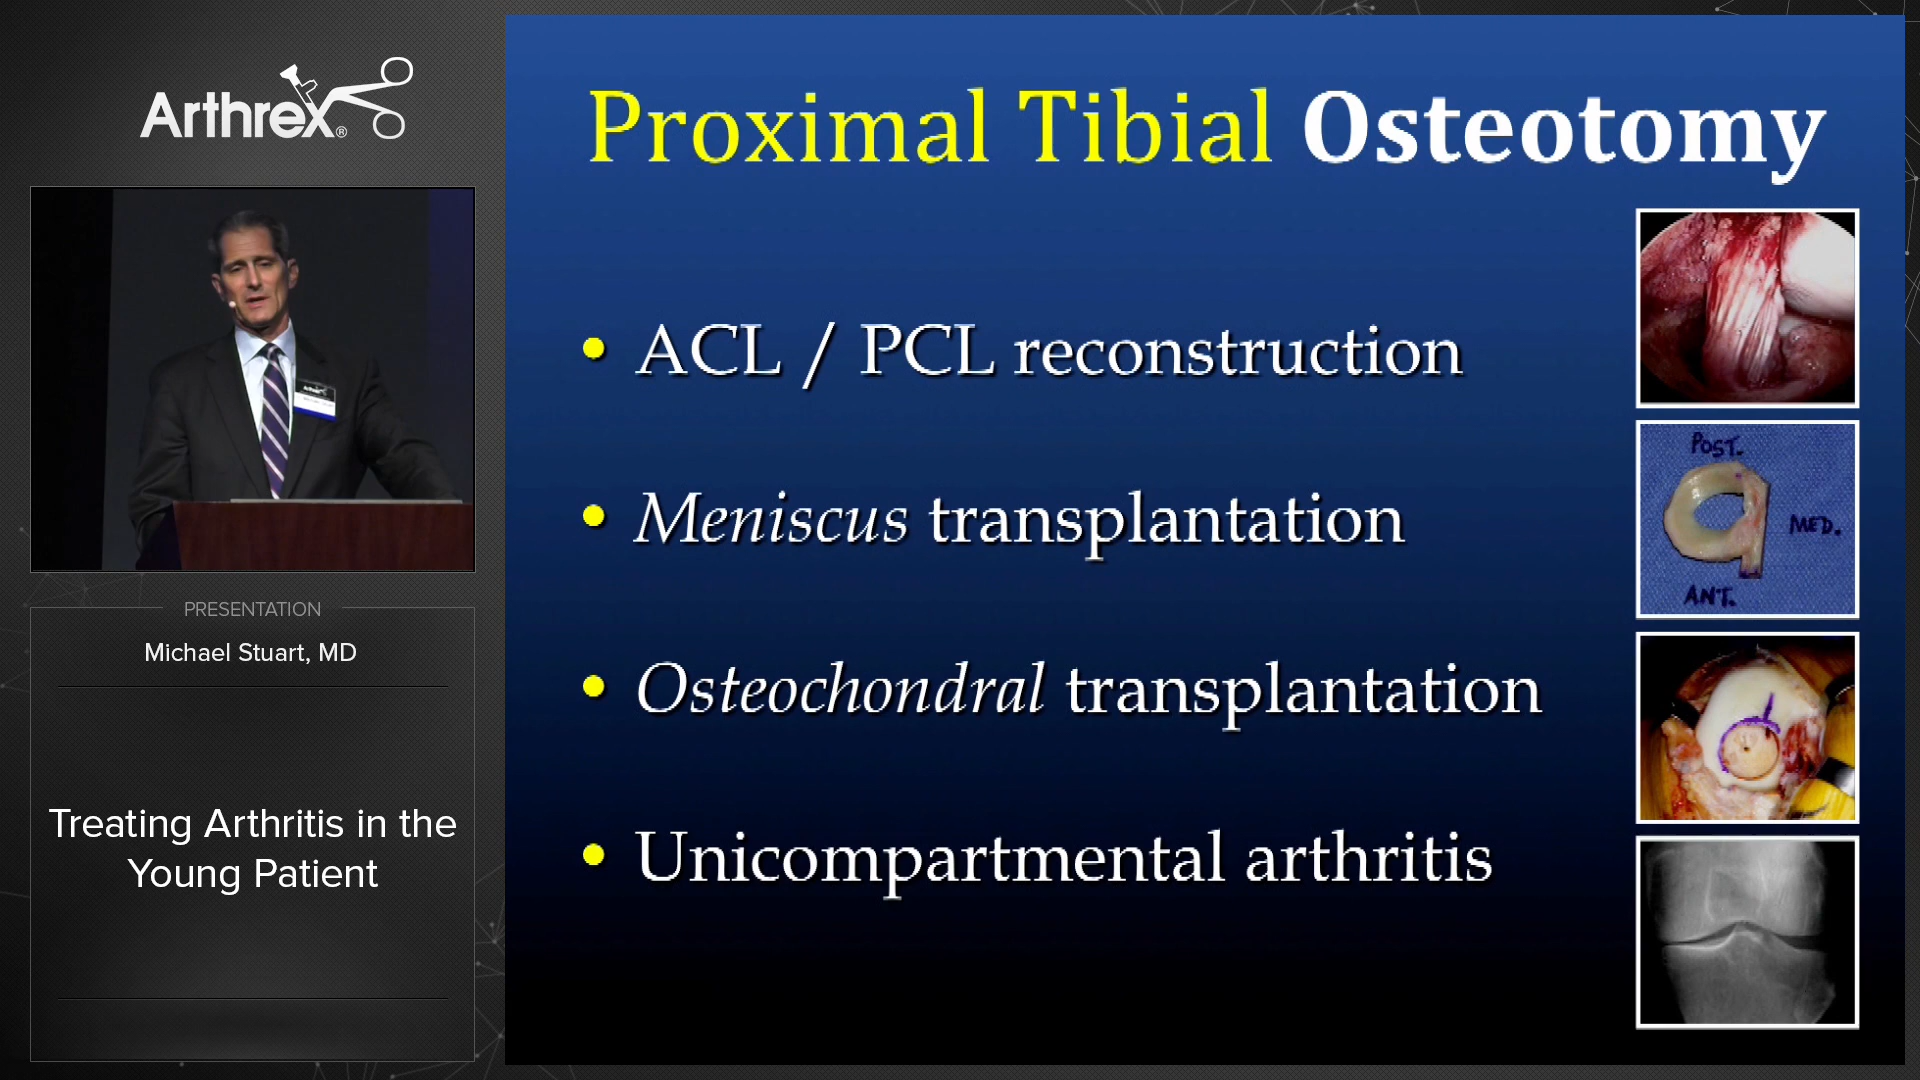 Arthrex®
PRESENTATION
Michael Stuart, MD
Treating Arthritis in the
Young Patient
Proximal Tibial Osteotomy
• ACL / PCL reconstruction
• Meniscus transplantation
• Osteochondral transplantation
• Unicompartmental arthritis
POST.
MED.
ANT.